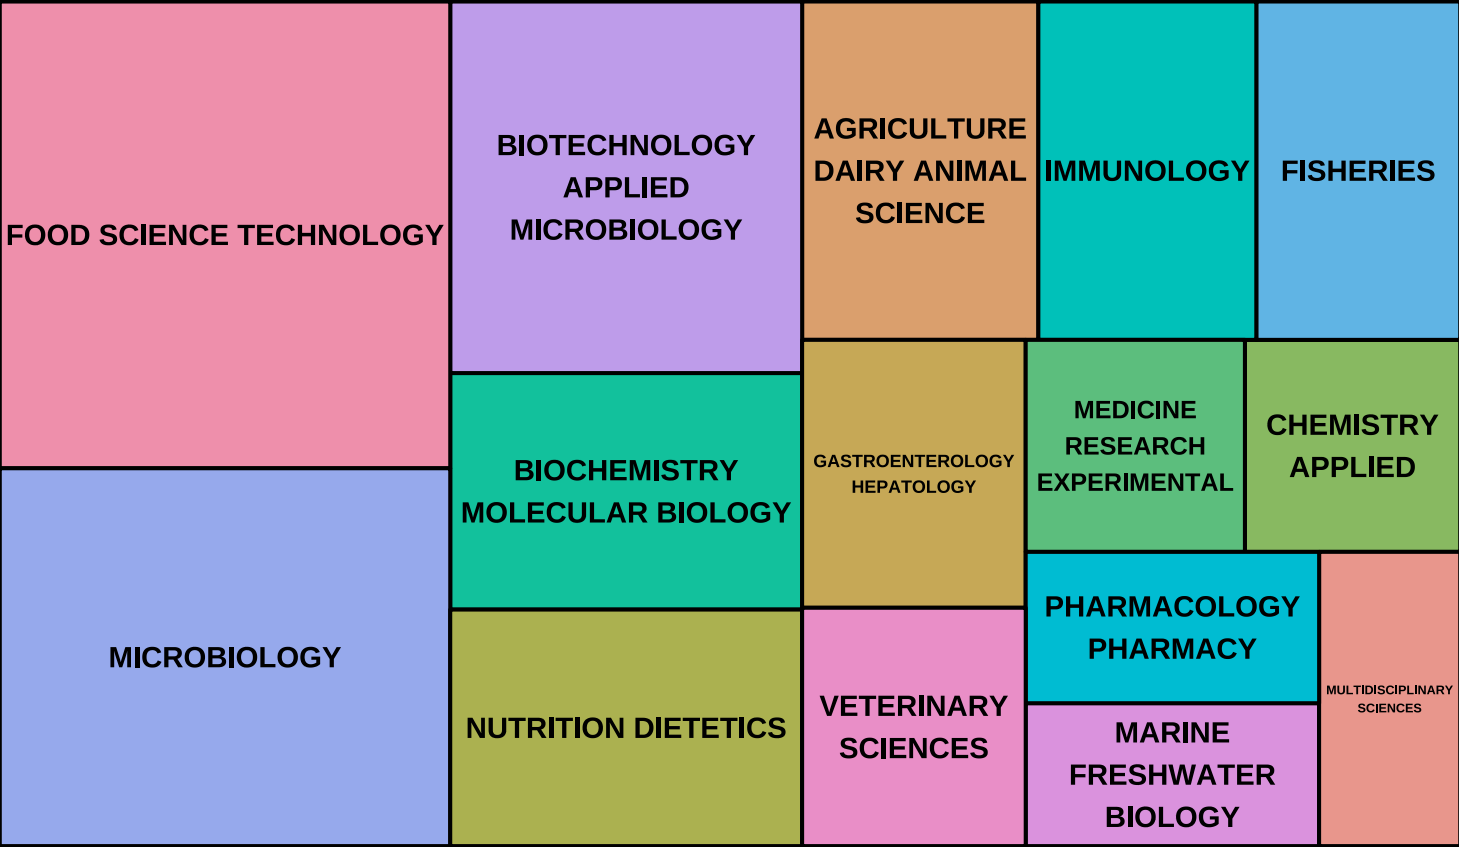 FOOD SCIENCE TECHNOLOGY
MICROBIOLOGY
BIOTECHNOLOGY
APPLIED
MICROBIOLOGY
BIOCHEMISTRY
MOLECULAR BIOLOGY
NUTRITION DIETETICS
AGRICULTURE
DAIRY ANIMAL
SCIENCE
IMMUNOLOGY
FISHERIES
GASTROENTEROLOGY
HEPATOLOGY
MEDICINE
RESEARCH
EXPERIMENTAL
CHEMISTRY
APPLIED
VETERINARY
SCIENCES
PHARMACOLOGY
PHARMACY
MARINE
FRESHWATER
BIOLOGY
MULTIDISCIPLINARY
SCIENCES